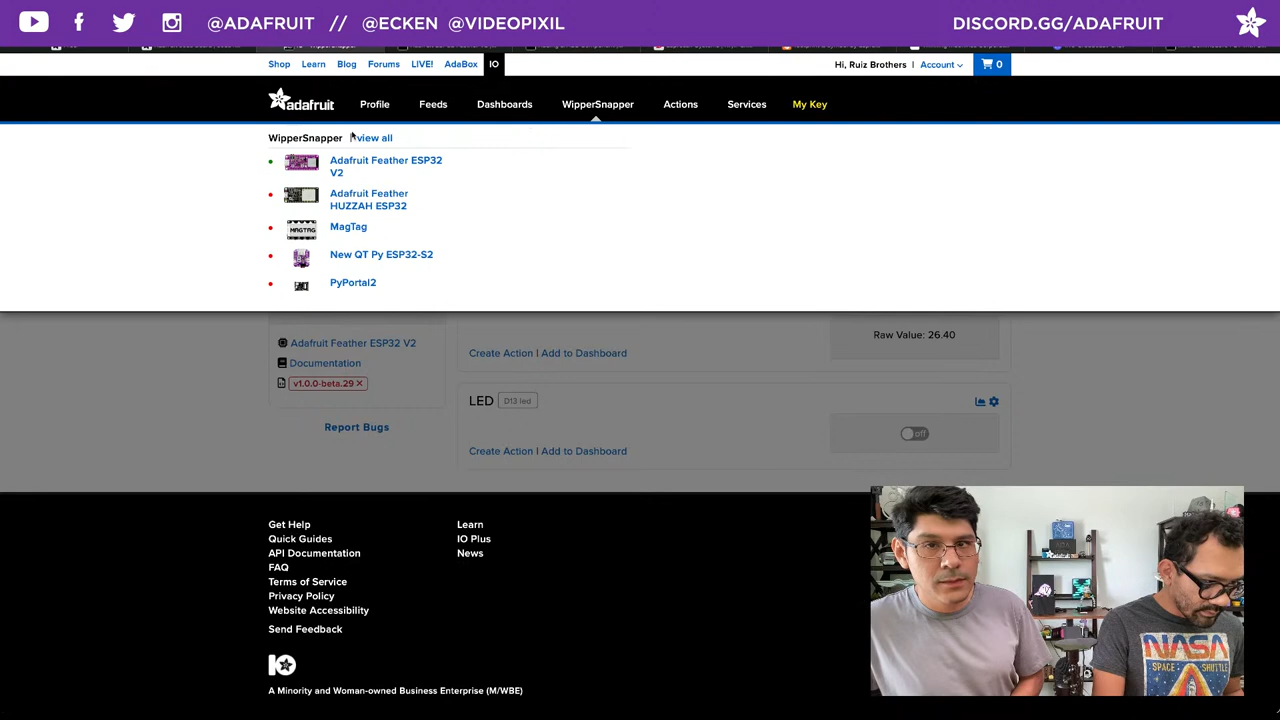 @ADAFRUIT // @ECKEN @VIDEOPIXIL
DISCORD.GG/ADAFRUIT
Shop Learn Blog Forums LIVE! AdaBox IO
Hi, Ruiz Brothers | Account 0
adafruit Profile Feeds Dashboards WipperSnapper Actions Services My Key
WipperSnapper view all
Adafruit Feather ESP32
V2
Adafruit Feather
HUZZAH ESP32
MAGTAG
MagTag
New QT Py ESP32-S2
PyPortal2
Raw Value: 26.40
Adafruit Feather ESP32 V2
Create Action | Add to Dashboard
Documentation
v1.0.0-beta.29 ×
LED D13 led
Report Bugs
off
Create Action | Add to Dashboard
Get Help
Quick Guides
API Documentation
FAQ
Terms of Service
Privacy Policy
Website Accessibility
Send Feedback
Learn
IO Plus
News
A Minority and Woman-owned Business Enterprise (M/WBE)
NASA
SPACE SHUTTLE